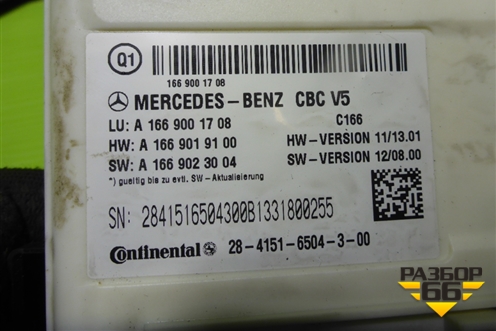 Q1
166 900 17 08
MERCEDES-BENZ CBC V5
LU: A 166 900 17 08 C166
HW: A 166 901 91 00 HW-VERSION 11/13.01
SW: A 166 902 30 04 SW-VERSION 12/08.00
*) gueltig bis zu evtl. SW-Aktualisierung
SN: 2841516504300B1331800255
Continental 28-4151-6504-3-00
РАЗБОР
66